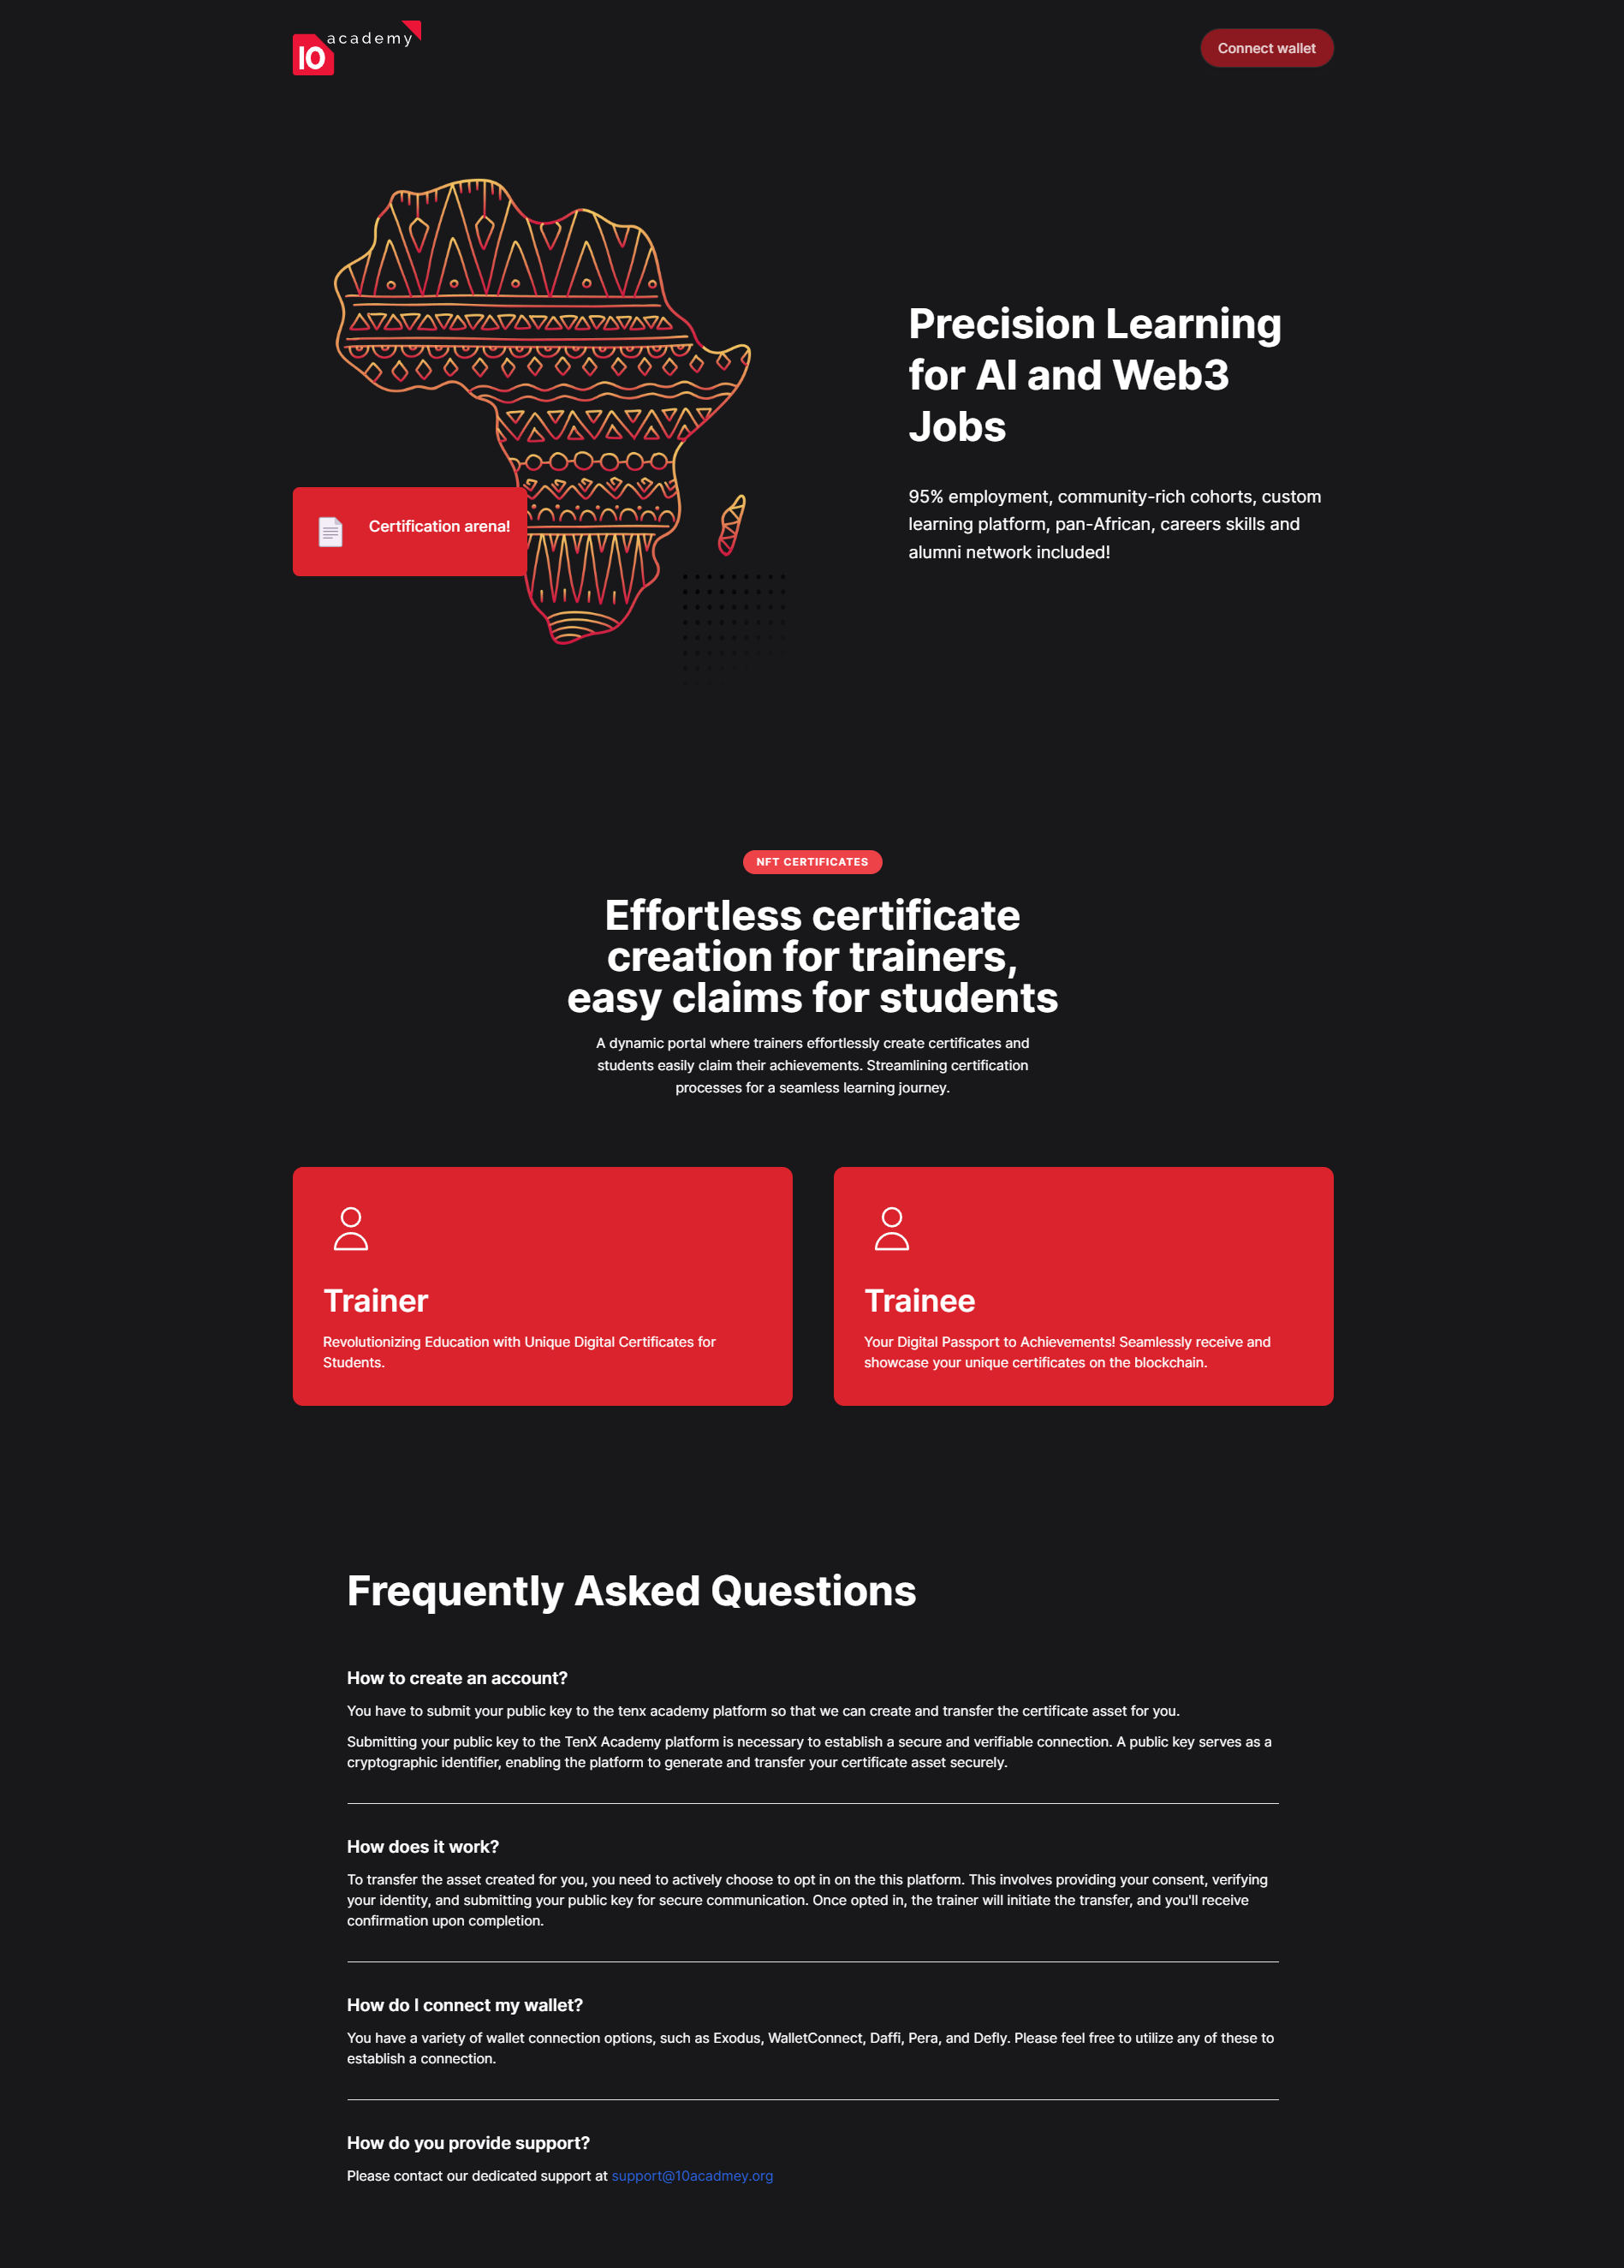 10 academy
Connect wallet
Precision Learning
for AI and Web3
Jobs
95% employment, community-rich cohorts, custom
learning platform, pan-African, careers skills and
alumni network included!
Certification arena!
NFT CERTIFICATES
Effortless certificate
creation for trainers,
easy claims for students
A dynamic portal where trainers effortlessly create certificates and
students easily claim their achievements. Streamlining certification
processes for a seamless learning journey.
Trainer
Revolutionizing Education with Unique Digital Certificates for
Students.
Trainee
Your Digital Passport to Achievements! Seamlessly receive and
showcase your unique certificates on the blockchain.
Frequently Asked Questions
How to create an account?
You have to submit your public key to the tenx academy platform so that we can create and transfer the certificate asset for you.
Submitting your public key to the TenX Academy platform is necessary to establish a secure and verifiable connection. A public key serves as a
cryptographic identifier, enabling the platform to generate and transfer your certificate asset securely.
How does it work?
To transfer the asset created for you, you need to actively choose to opt in on the this platform. This involves providing your consent, verifying
your identity, and submitting your public key for secure communication. Once opted in, the trainer will initiate the transfer, and you'll receive
confirmation upon completion.
How do I connect my wallet?
You have a variety of wallet connection options, such as Exodus, WalletConnect, Daffi, Pera, and Defly. Please feel free to utilize any of these to
establish a connection.
How do you provide support?
Please contact our dedicated support at support@10acadmey.org